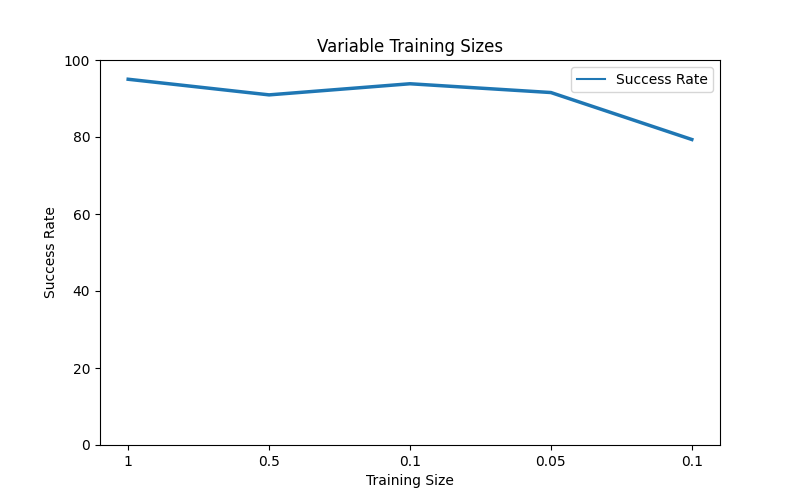 Variable Training Sizes
Success Rate
100
80
60
40
20
0
Success Rate
1 0.5 0.1 0.05 0.1
Training Size